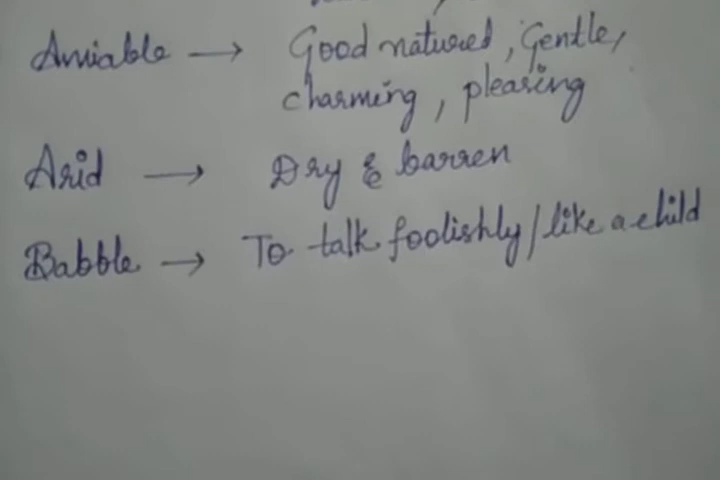 Amiable → Good natured, Gentle,
charming, pleasing
Arid → Dry & barren
Babble → To talk foolishly/like a child